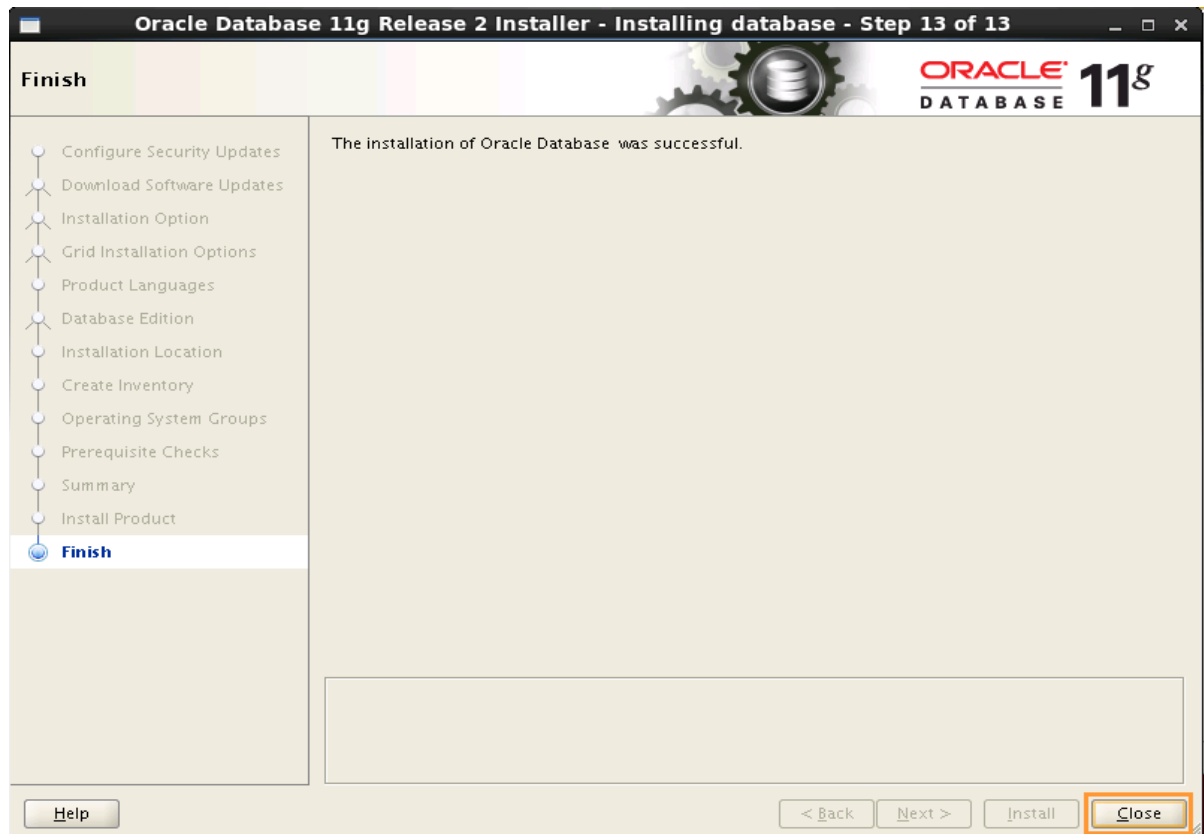 Oracle Database 11g Release 2 Installer - Installing database - Step 13 of 13
Finish
ORACLE
DATABASE
11g
Configure Security Updates
Download Software Updates
Installation Option
Grid Installation Options
Product Languages
Database Edition
Installation Location
Create Inventory
Operating System Groups
Prerequisite Checks
Summary
Install Product
Finish
The installation of Oracle Database was successful.
Help
< Back
Next >
Install
Close